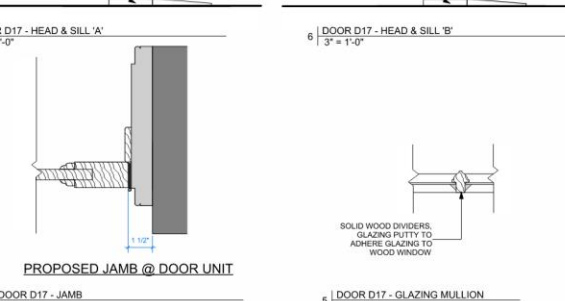 DOOR D17 - HEAD & SILL 'A'
6 DOOR D17 - HEAD & SILL 'B'
3" = 1'-0"
1 1/2"
PROPOSED JAMB @ DOOR UNIT
SOLID WOOD DIVIDERS,
GLAZING PUTTY TO
ADHERE GLAZING TO
WOOD WINDOW
DOOR D17 - JAMB
5 DOOR D17 - GLAZING MULLION